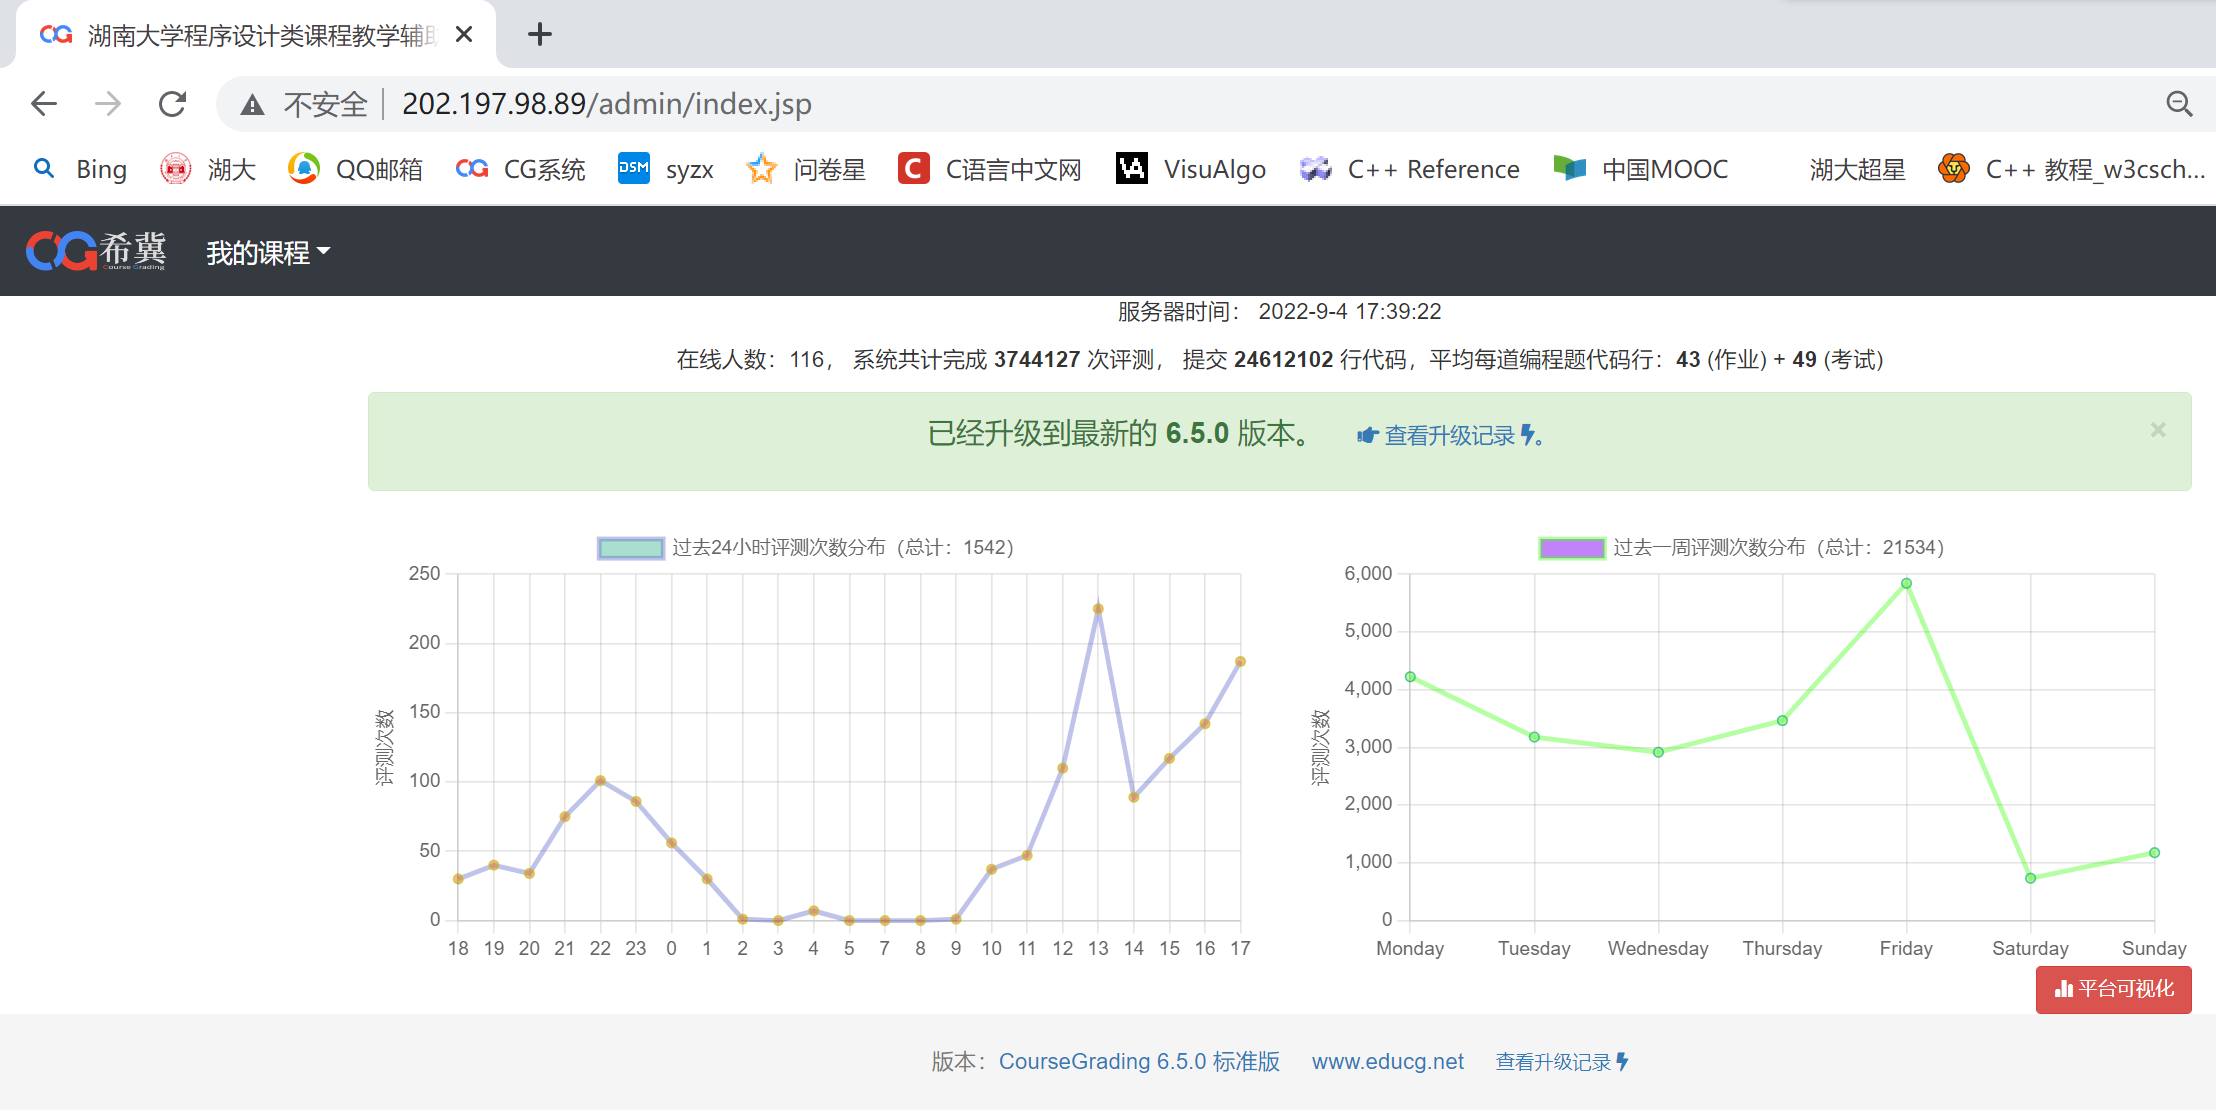 湖南大学程序设计类课程教学辅助
不安全 202.197.98.89/admin/index.jsp
Bing 湖大 QQ邮箱 CG系统 DSM syzx 问卷星 C C语言中文网 VisuAlgo C++ Reference 中国MOOC 湖大超星 C++ 教程_w3csch...
CG希冀 Course Grading 我的课程
服务器时间： 2022-9-4 17:39:22
在线人数：116， 系统共计完成 3744127 次评测， 提交 24612102 行代码，平均每道编程题代码行：43 (作业) + 49 (考试)
已经升级到最新的 6.5.0 版本。 查看升级记录。 ×
过去24小时评测次数分布（总计：1542）
250
200
150
100
50
0
评测次数
18 19 20 21 22 23 0 1 2 3 4 5 7 8 9 10 11 12 13 14 15 16 17
过去一周评测次数分布（总计：21534）
6,000
5,000
4,000
3,000
2,000
1,000
0
评测次数
Monday Tuesday Wednesday Thursday Friday Saturday Sunday
平台可视化
版本：CourseGrading 6.5.0 标准版 www.educg.net 查看升级记录